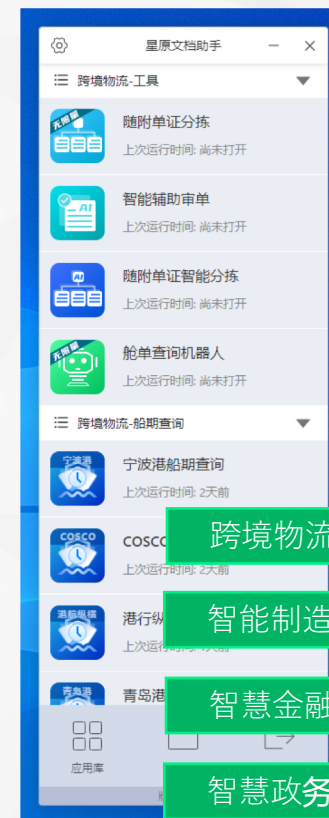 星原文档助手
跨境物流-工具
无限量
随附单证分拣
上次运行时间: 尚未打开
AI
智能辅助审单
上次运行时间: 尚未打开
AI
随附单证智能分拣
上次运行时间: 尚未打开
无限量
舱单查询机器人
上次运行时间: 尚未打开
跨境物流-船期查询
宁波港
宁波港船期查询
上次运行时间: 2天前
COSCO
COSC
跨境物流
上次运行时间: 2天前
港航纵横
港行纵
智能制造
上次
青岛港
青岛港
智慧金融
应用库
智慧政务